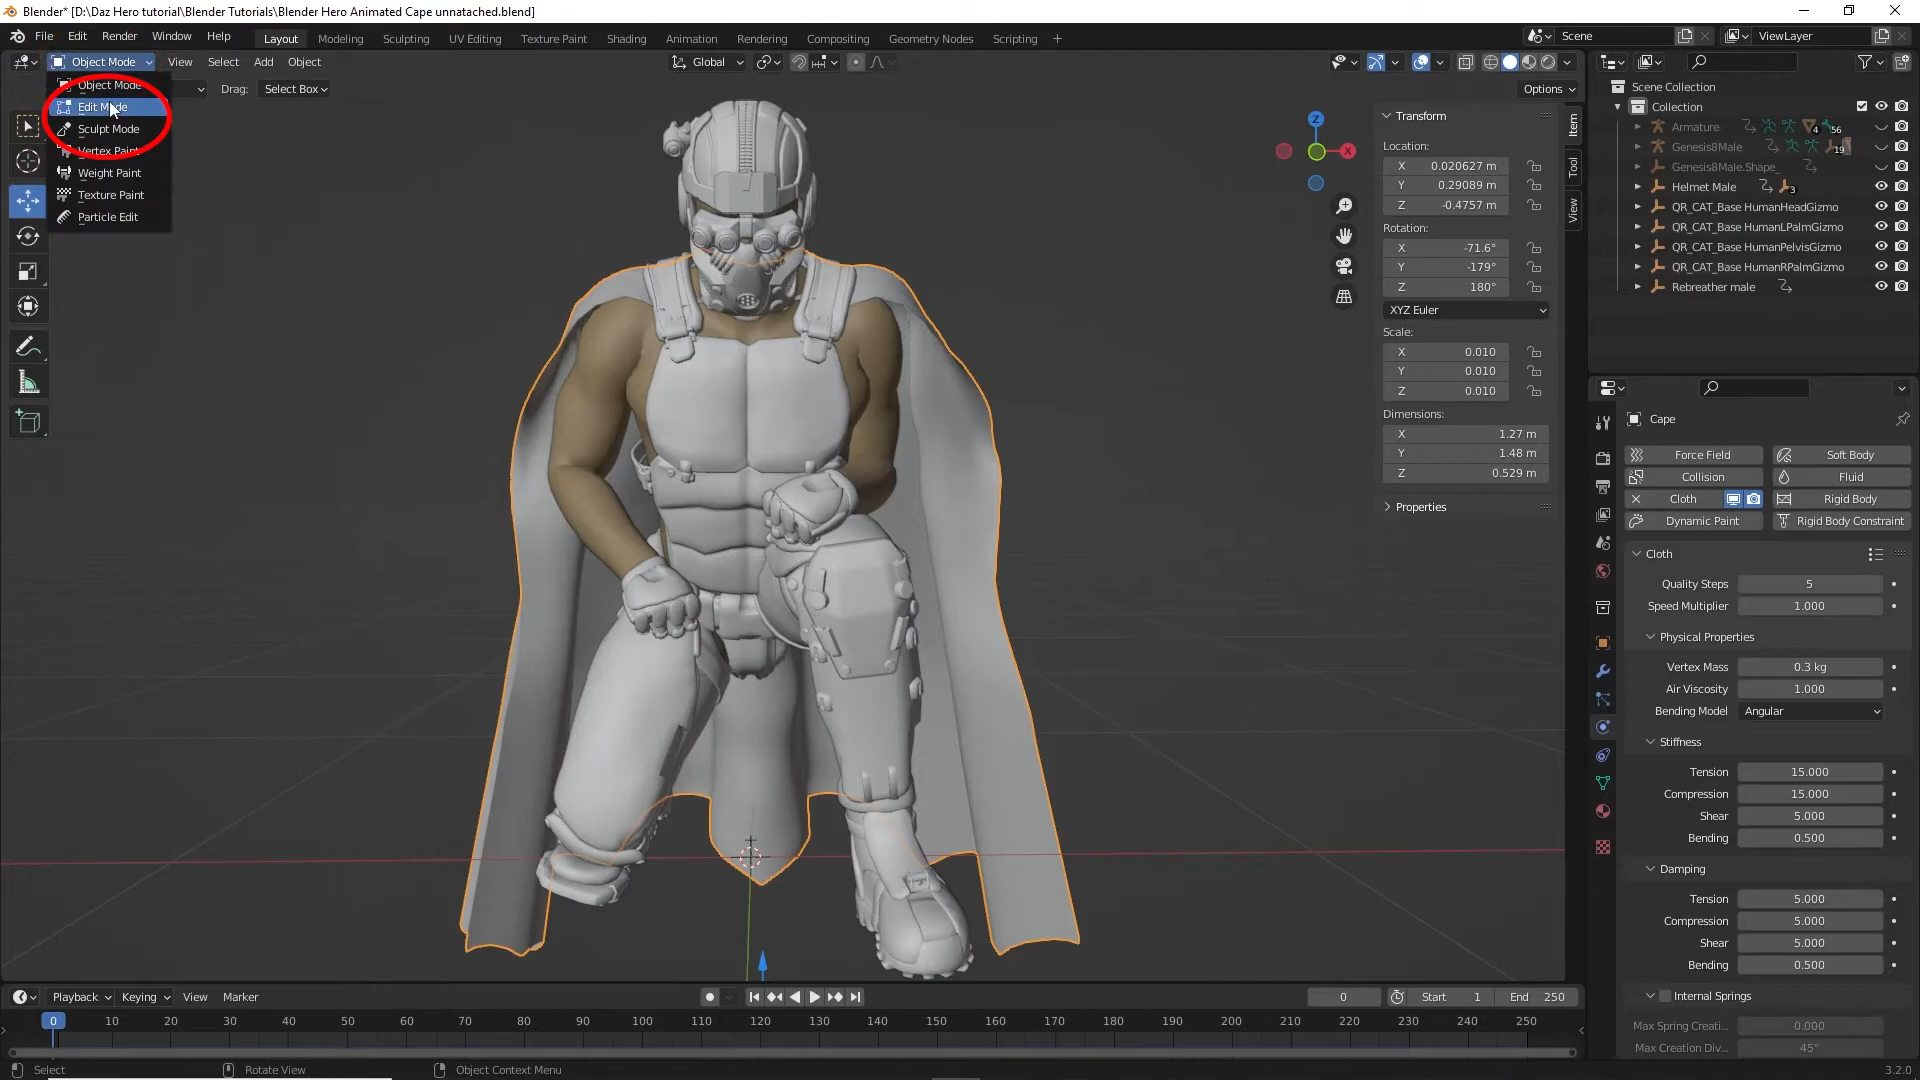 Blender* [D:\Daz Hero tutorial\Blender Tutorials\Blender Hero Animated Cape unnatached.blend]
File Edit Render Window Help
Layout Modeling Sculpting UV Editing Texture Paint Shading Animation Rendering Compositing Geometry Nodes Scripting +
Scene
ViewLayer
Object Mode View Select Add Object
Global
Object Mode
Edit Mode
Sculpt Mode
Vertex Paint
Weight Paint
Texture Paint
Particle Edit
Drag: Select Box
Options
Z
X
Item
Tool
View
Transform
Location:
X 0.020627 m
Y 0.29089 m
Z -0.4757 m
Rotation:
X -71.6°
Y -179°
Z 180°
XYZ Euler
Scale:
X 0.010
Y 0.010
Z 0.010
Dimensions:
X 1.27 m
Y 1.48 m
Z 0.529 m
Properties
Scene Collection
Collection
Armature 4 56
Genesis8Male 19
Genesis8Male.Shape_
Helmet Male 3
QR_CAT_Base HumanHeadGizmo
QR_CAT_Base HumanLPalmGizmo
QR_CAT_Base HumanPelvisGizmo
QR_CAT_Base HumanRPalmGizmo
Rebreather male
Cape
Force Field Soft Body
Collision Fluid
Cloth Rigid Body
Dynamic Paint Rigid Body Constraint
Cloth
Quality Steps 5
Speed Multiplier 1.000
Physical Properties
Vertex Mass 0.3 kg
Air Viscosity 1.000
Bending Model Angular
Stiffness
Tension 15.000
Compression 15.000
Shear 5.000
Bending 0.500
Damping
Tension 5.000
Compression 5.000
Shear 5.000
Bending 0.500
Internal Springs
Max Spring Creati... 0.000
Max Creation Div... 45°
Playback Keying View Marker
0 Start 1 End 250
0 10 20 30 40 50 60 70 80 90 100 110 120 130 140 150 160 170 180 190 200 210 220 230 240 250
Select Rotate View Object Context Menu
3.2.0